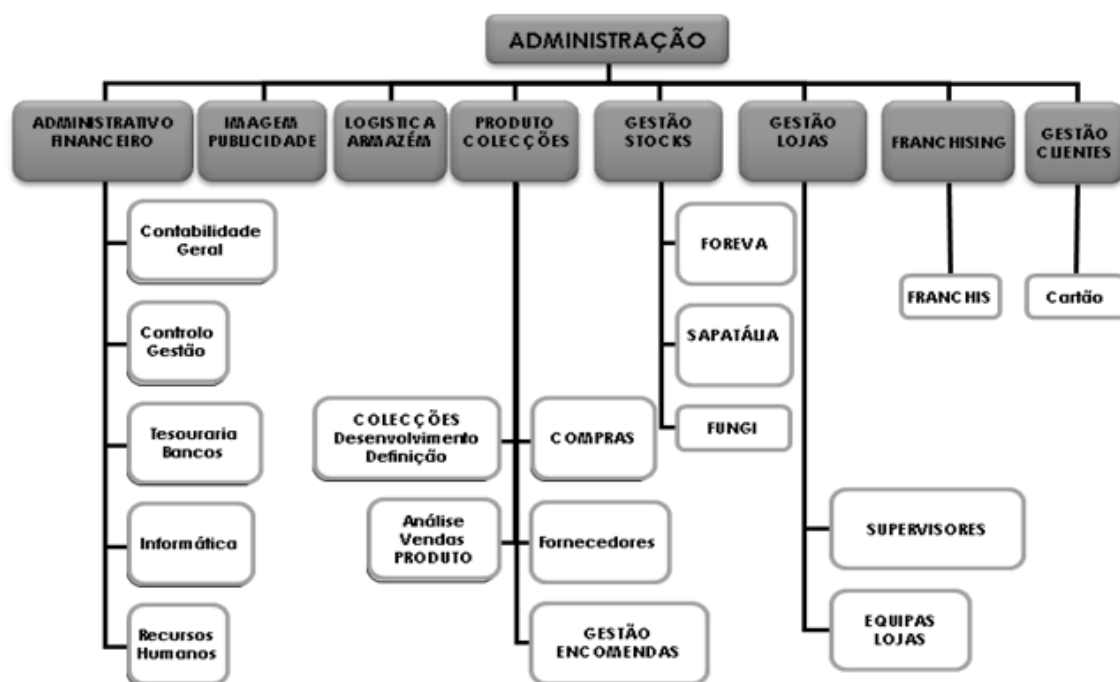 ADMINISTRAÇÃO
ADMINISTRATIVO
FINANCEIRO
IMAGEM
PUBLICIDADE
LOGISTICA
ARMAZÉM
PRODUTO
COLECÇÕES
GESTÃO
STOCKS
GESTÃO
LOJAS
FRANCHISING
GESTÃO
CLIENTES
Contabilidade
Geral
Controlo
Gestão
Tesouraria
Bancos
Informática
Recursos
Humanos
COLECÇÕES
Desenvolvimento
Definição
COMPRAS
Análise
Vendas
PRODUTO
Fornecedores
GESTÃO
ENCOMENDAS
FOREVA
SAPATÁLIA
FUNGI
SUPERVISORES
EQUIPAS
LOJAS
FRANCHIS
Cartão